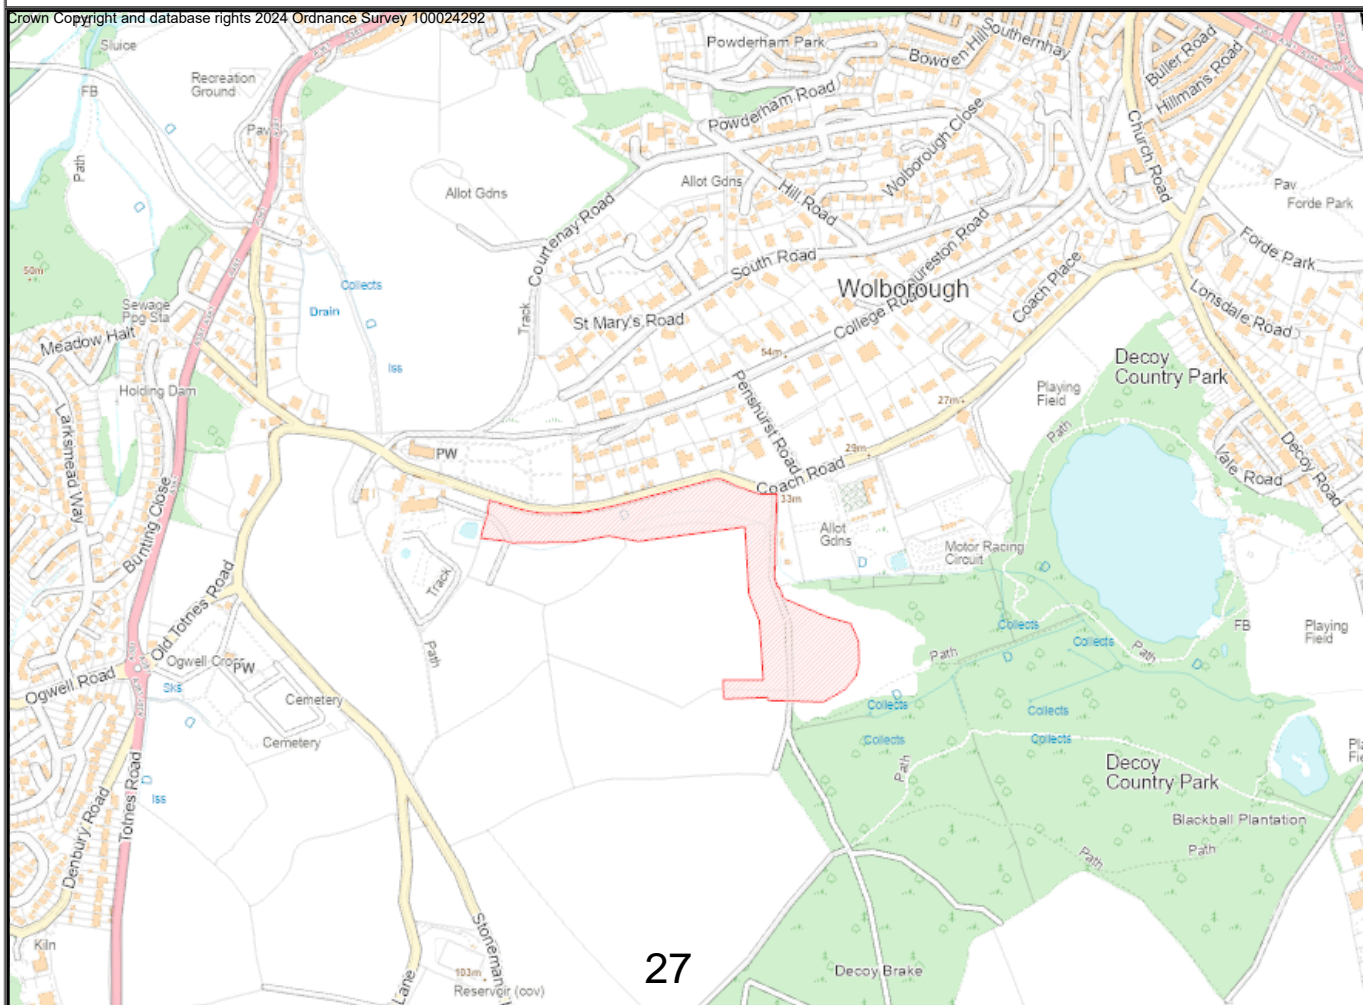 Crown Copyright and database rights 2024 Ordnance Survey 100024292
Sluice
Recreation
Ground
FB
Pav
Path
Powderham Park
Bowden Hill
Southernhay
Buller Road
Hillman's Road
Powderham Road
Church Road
Wolborough Close
Allot Gdns
Allot Gdns
Hill Road
Pav
Forde Park
Forde Park
Courtenay Road
South Road
Coach Place
Lonsdale Road
50m
Collects
Drain
Sewage
Ppg Sta
Track
St Mary's Road
Wolborough
College Road
Meadow Halt
Iss
54m
Decoy
Country Park
Holding Dam
Penshurst Road
27m
Playing
Field
Path
Larksmead Way
PW
29m
Vale Road
Decoy Road
Bunting Close
Coach Road
33m
Allot
Gdns
Motor Racing
Circuit
D
Track
Old Totnes Road
Collects
FB
Playing
Field
Ogwell Cross
PW
Path
Path
Collects
Path
Ogwell Road
Sks
Cemetery
Collects
Collects
Cemetery
Collects
Collects
Path
Decoy
Country Park
Iss
Totnes Road
Denbury Road
Blackball Plantation
Path
Path
Kiln
103m
Reservoir (cov)
Lane
27
Decoy Brake